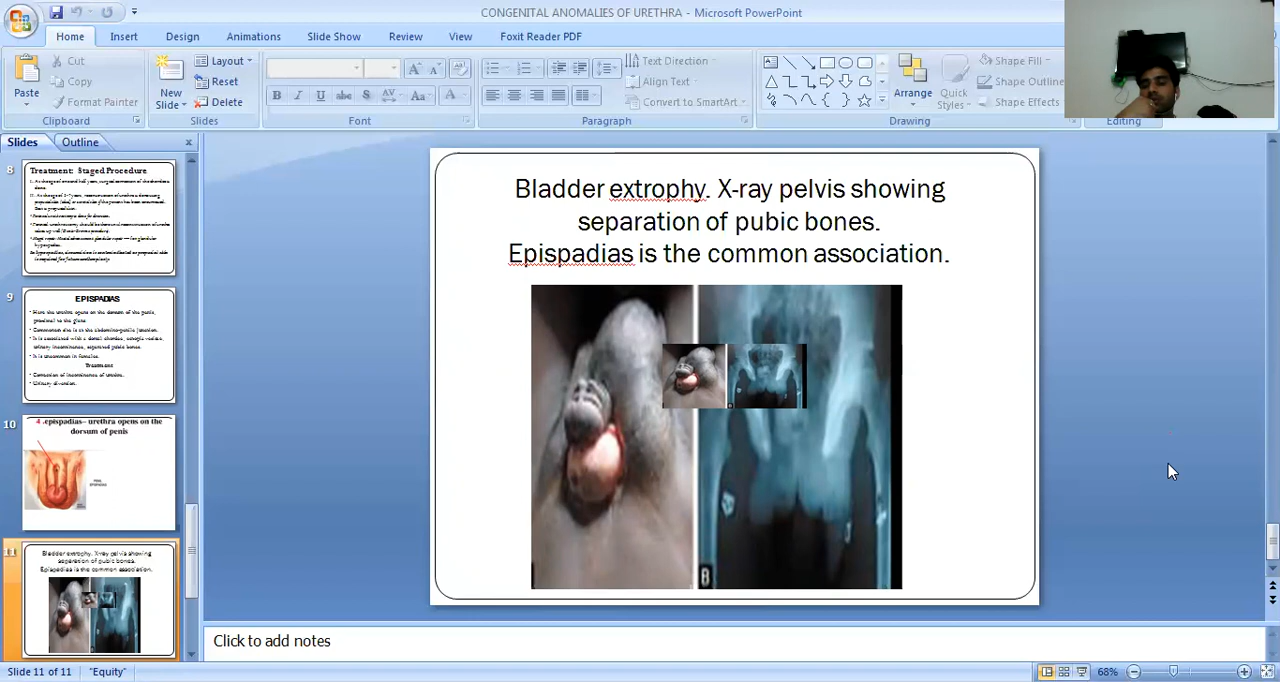 CONGENITAL ANOMALIES OF URETHRA - Microsoft PowerPoint
Home Insert Design Animations Slide Show Review View Foxit Reader PDF
Cut
Copy
Format Painter
Paste
Clipboard
New
Slide
Layout
Reset
Delete
Slides
B I U abc S AV Aa A
Font
Text Direction
Align Text
Convert to SmartArt
Paragraph
Arrange
Quick
Styles
Shape Fill
Shape Outline
Shape Effects
Drawing
Editing
Slides Outline
8
Treatment: Staged Procedure
9
EPISPADIAS
Treatment
10
4 .epispadias– urethra opens on the
dorsum of penis
11
Bladder extrophy. X-ray pelvis showing
separation of pubic bones.
Epispadias is the common association.
Bladder extrophy. X-ray pelvis showing
separation of pubic bones.
Epispadias is the common association.
B
Click to add notes
Slide 11 of 11 "Equity" 68%